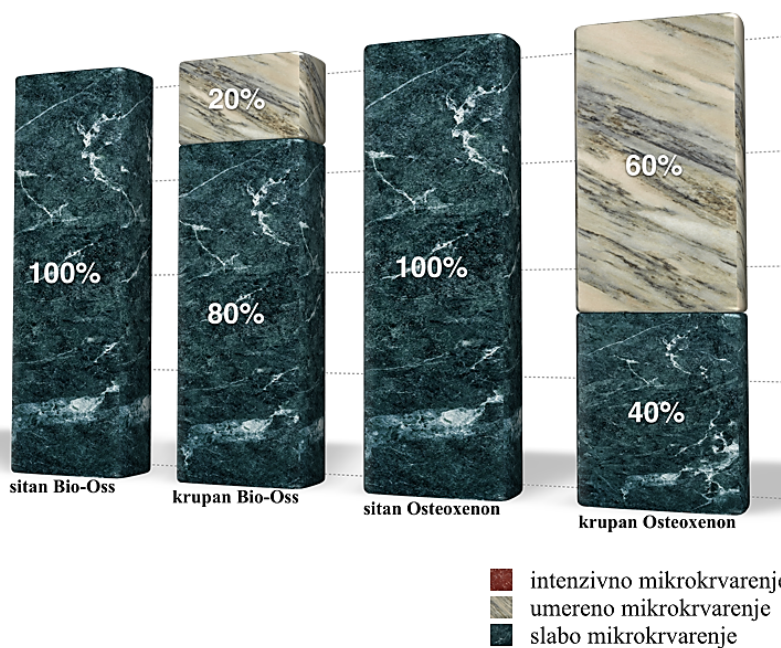 20%
60%
100%
100%
80%
40%
sitan Bio-Oss
krupan Bio-Oss
sitan Osteoxenon
krupan Osteoxenon
intenzivno mikrokrvarenje
umereno mikrokrvarenje
slabo mikrokrvarenje